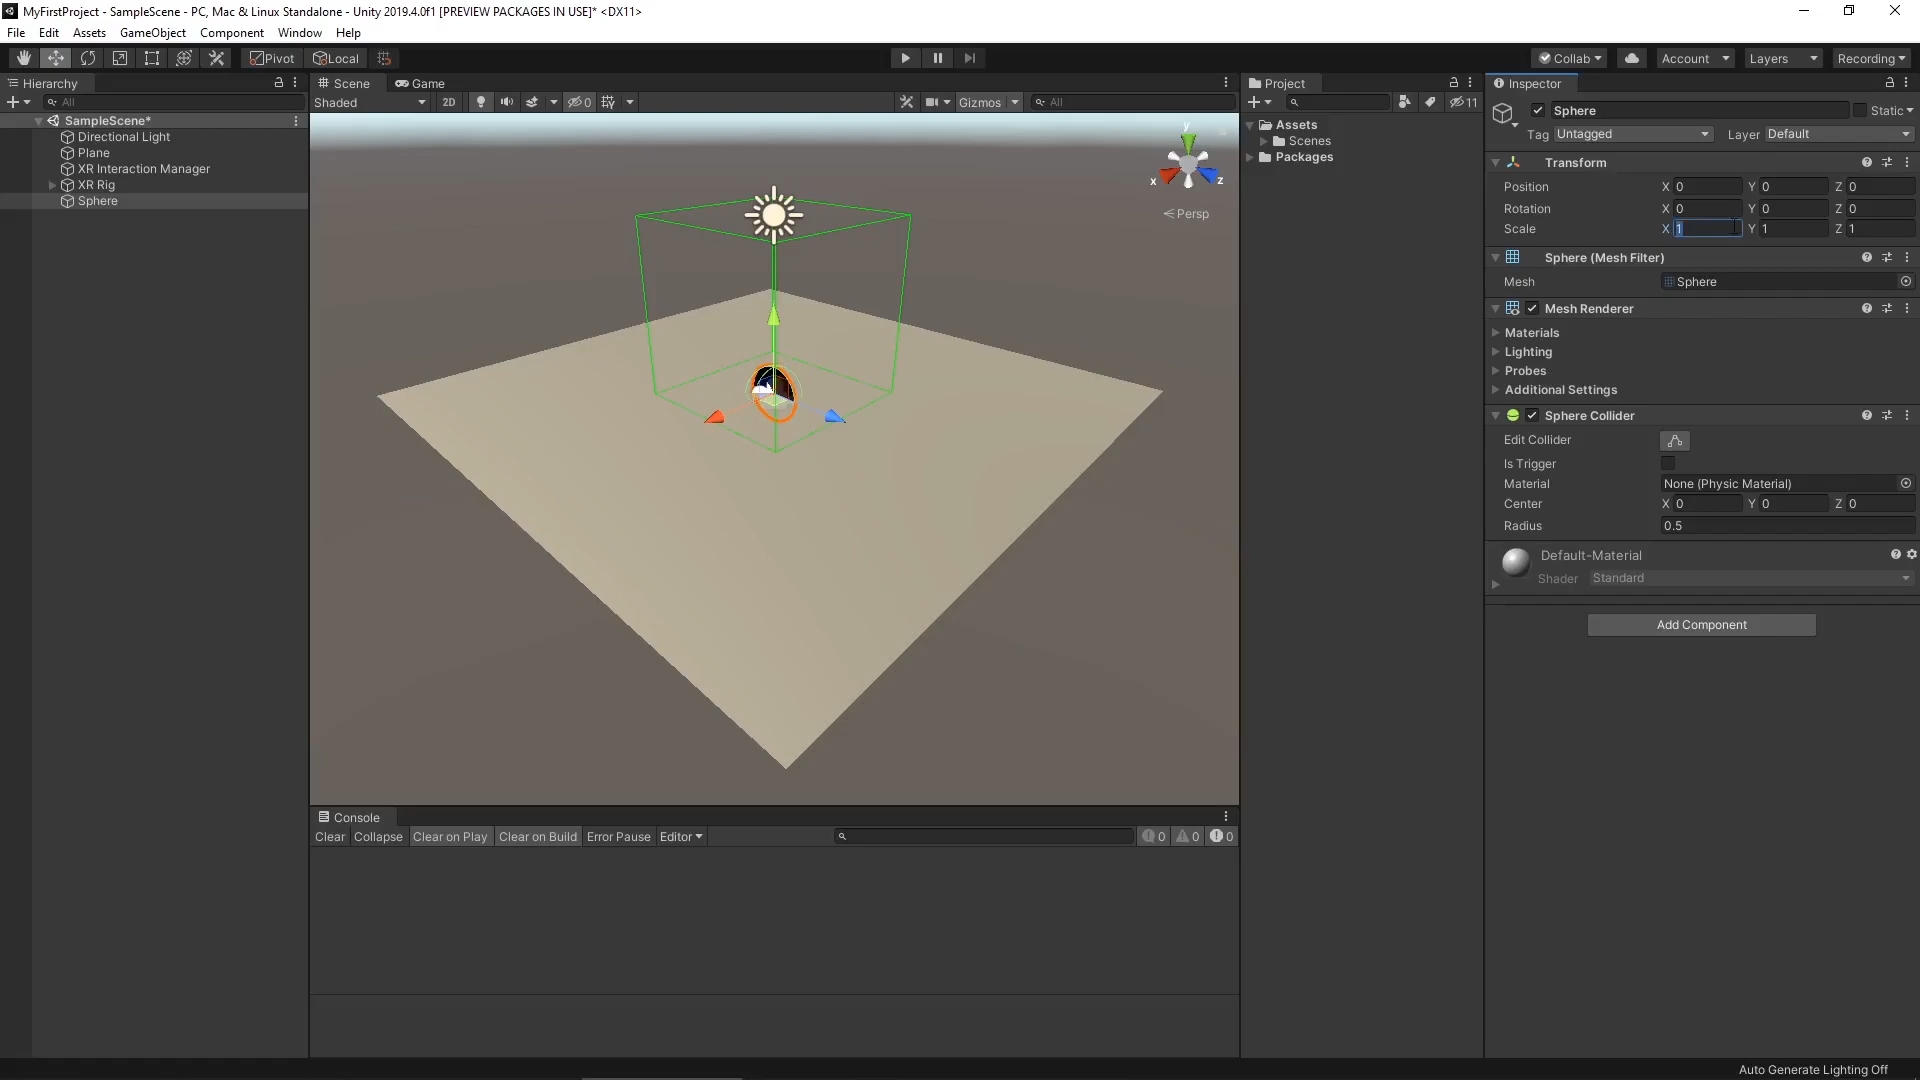 MyFirstProject - SampleScene - PC, Mac & Linux Standalone - Unity 2019.4.0f1 [PREVIEW PACKAGES IN USE]* <DX11>
File Edit Assets GameObject Component Window Help
Pivot Local Collab Account Layers Recording
Hierarchy
All
SampleScene*
Directional Light
Plane
XR Interaction Manager
XR Rig
Sphere
Scene Game
Shaded 2D 0 Gizmos All
y
x z
Persp
Console
Clear Collapse Clear on Play Clear on Build Error Pause Editor 0 0 0
Project
11
Assets
Scenes
Packages
Inspector
Sphere Static
Tag Untagged Layer Default
Transform
Position X 0 Y 0 Z 0
Rotation X 0 Y 0 Z 0
Scale X 1 Y 1 Z 1
Sphere (Mesh Filter)
Mesh Sphere
Mesh Renderer
Materials
Lighting
Probes
Additional Settings
Sphere Collider
Edit Collider
Is Trigger
Material None (Physic Material)
Center X 0 Y 0 Z 0
Radius 0.5
Default-Material
Shader Standard
Add Component
Auto Generate Lighting Off